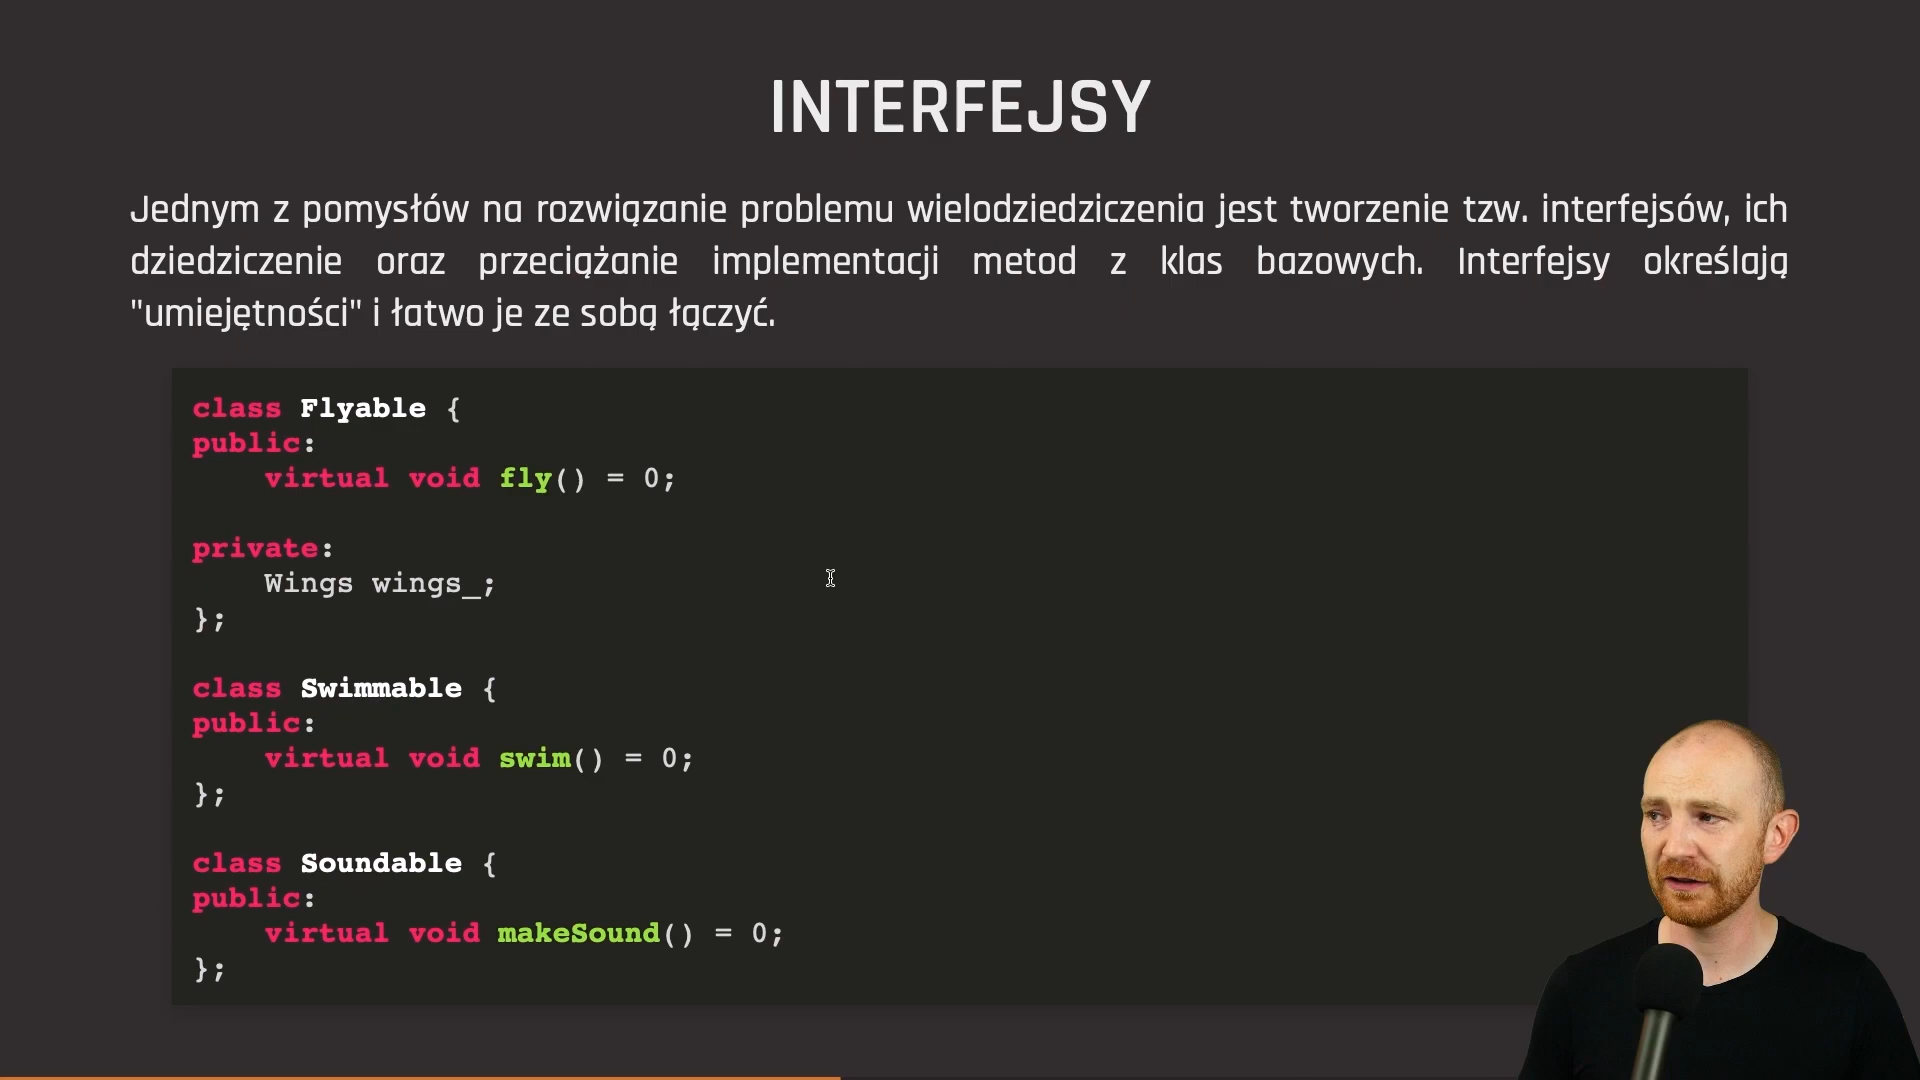 INTERFEJSY
Jednym z pomysłów na rozwiązanie problemu wielodziedziczenia jest tworzenie tzw. interfejsów, ich
dziedziczenie oraz przeciążanie implementacji metod z klas bazowych. Interfejsy określają
"umiejętności" i łatwo je ze sobą łączyć.
class Flyable {
public:
    virtual void fly() = 0;
private:
    Wings wings_;
};
class Swimmable {
public:
    virtual void swim() = 0;
};
class Soundable {
public:
    virtual void makeSound() = 0;
};